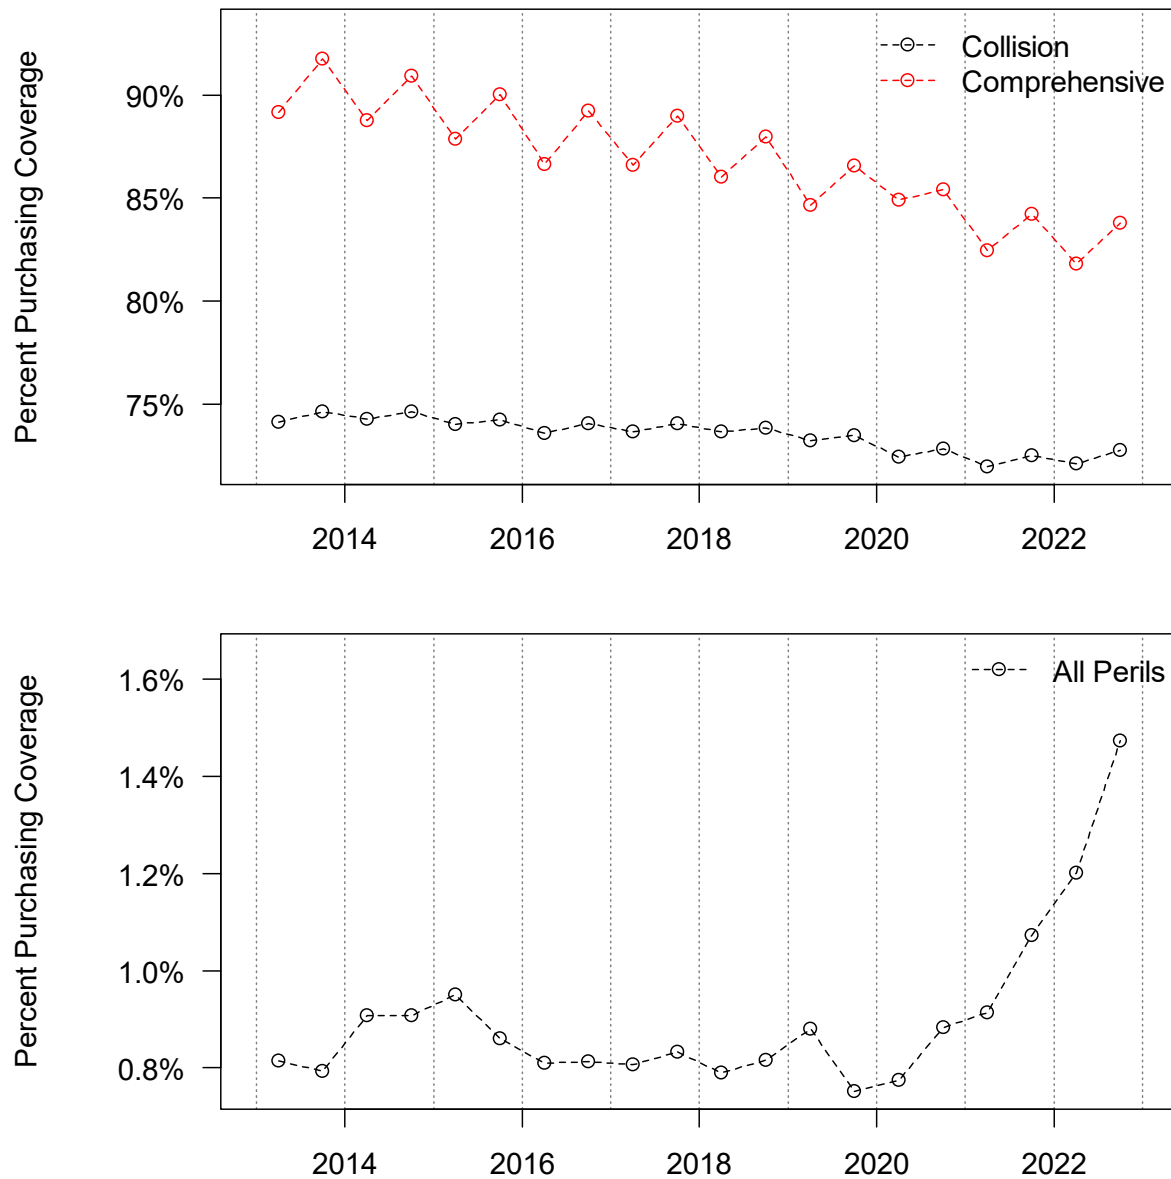 Percent Purchasing Coverage
90%
85%
80%
75%
Collision
Comprehensive
2014 2016 2018 2020 2022
Percent Purchasing Coverage
1.6%
1.4%
1.2%
1.0%
0.8%
All Perils
2014 2016 2018 2020 2022